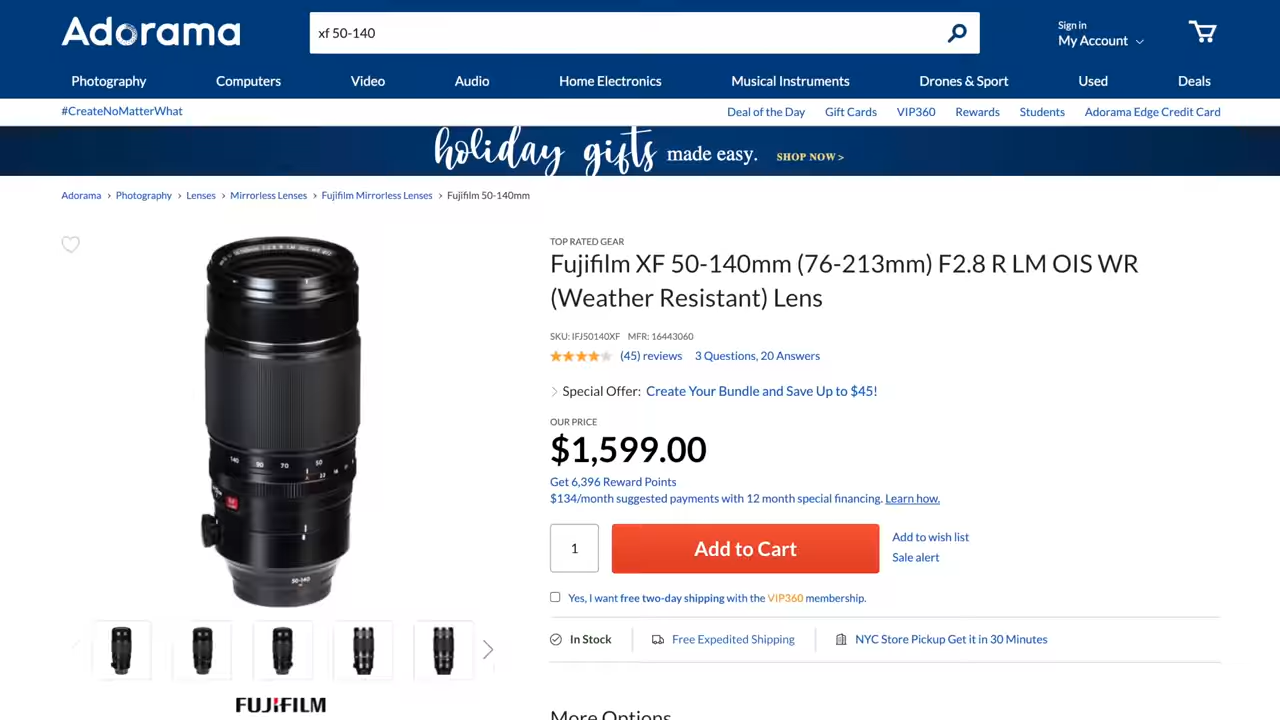 Adorama
xf 50-140
Sign in
My Account
Photography
Computers
Video
Audio
Home Electronics
Musical Instruments
Drones & Sport
Used
Deals
#CreateNoMatterWhat
Deal of the Day
Gift Cards
VIP360
Rewards
Students
Adorama Edge Credit Card
holiday gifts made easy. SHOP NOW >
Adorama > Photography > Lenses > Mirrorless Lenses > Fujifilm Mirrorless Lenses > Fujifilm 50-140mm
TOP RATED GEAR
Fujifilm XF 50-140mm (76-213mm) F2.8 R LM OIS WR
(Weather Resistant) Lens
SKU: IFJ50140XF MFR: 16443060
(45) reviews 3 Questions, 20 Answers
> Special Offer: Create Your Bundle and Save Up to $45!
OUR PRICE
$1,599.00
Get 6,396 Reward Points
$134/month suggested payments with 12 month special financing. Learn how.
1
Add to Cart
Add to wish list
Sale alert
Yes, I want free two-day shipping with the VIP360 membership.
In Stock
Free Expedited Shipping
NYC Store Pickup Get it in 30 Minutes
140 90 70 50
50-140
FUJIFILM
More Options